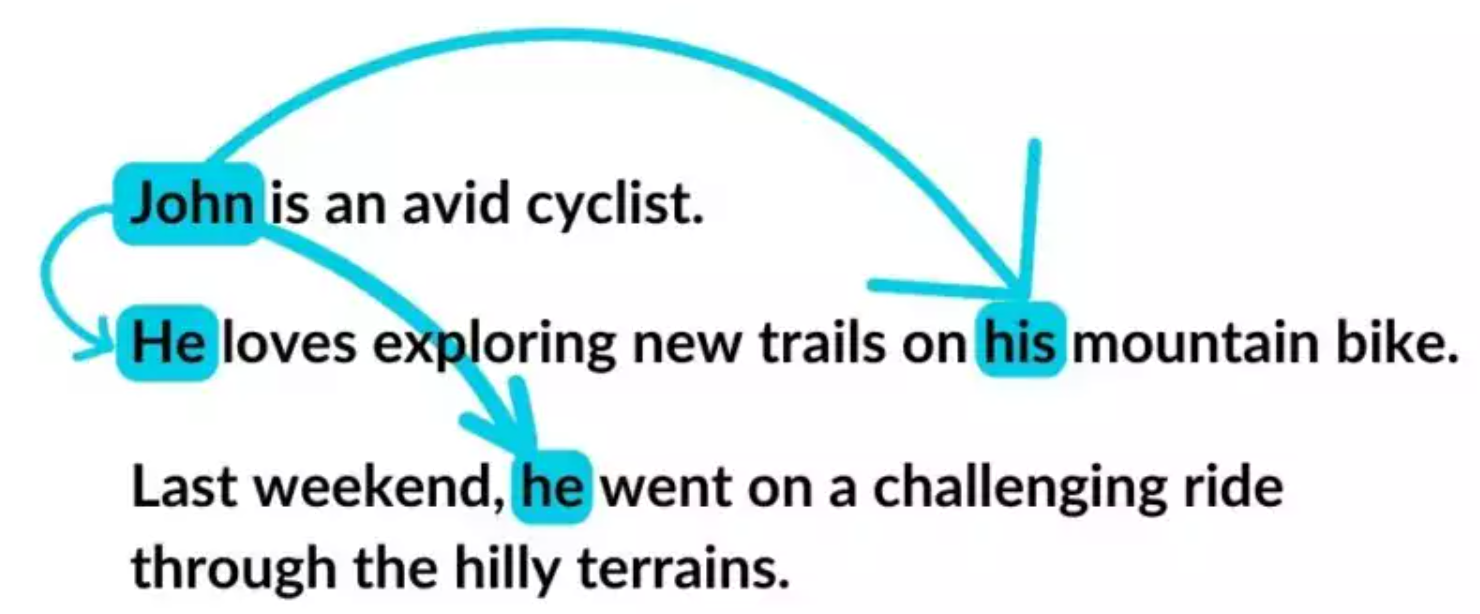 John is an avid cyclist.
He loves exploring new trails on his mountain bike.
Last weekend, he went on a challenging ride
through the hilly terrains.